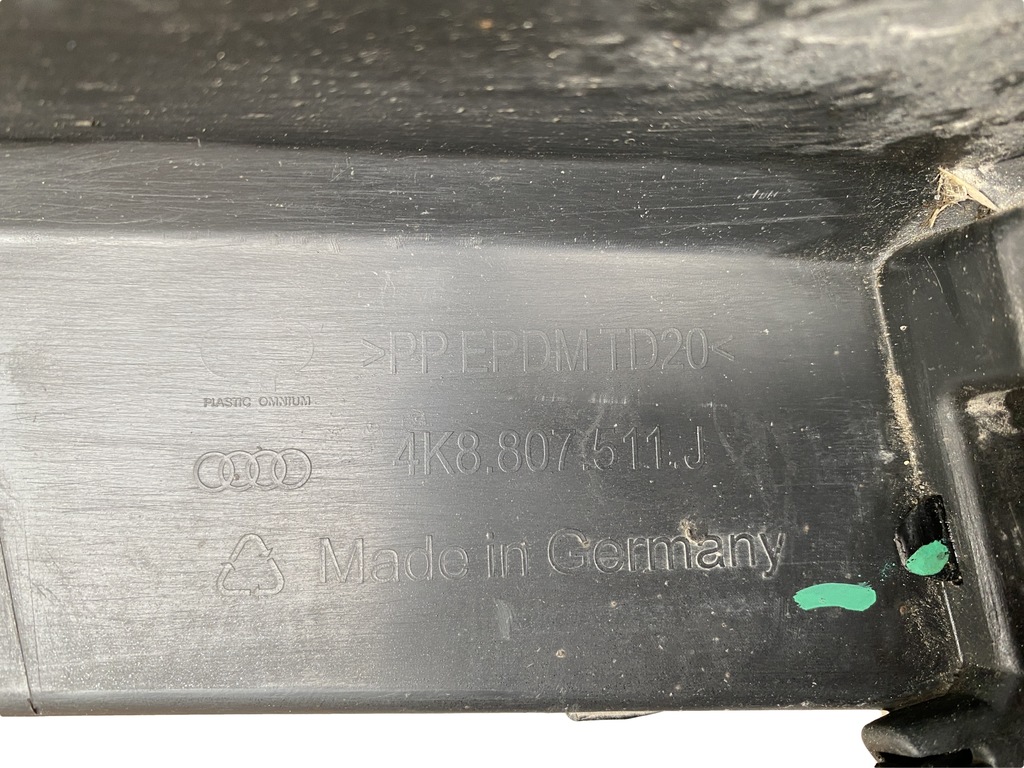 >PP EPDM TD20<
PLASTIC OMNIUM
4K8.807.511.J
Made in Germany